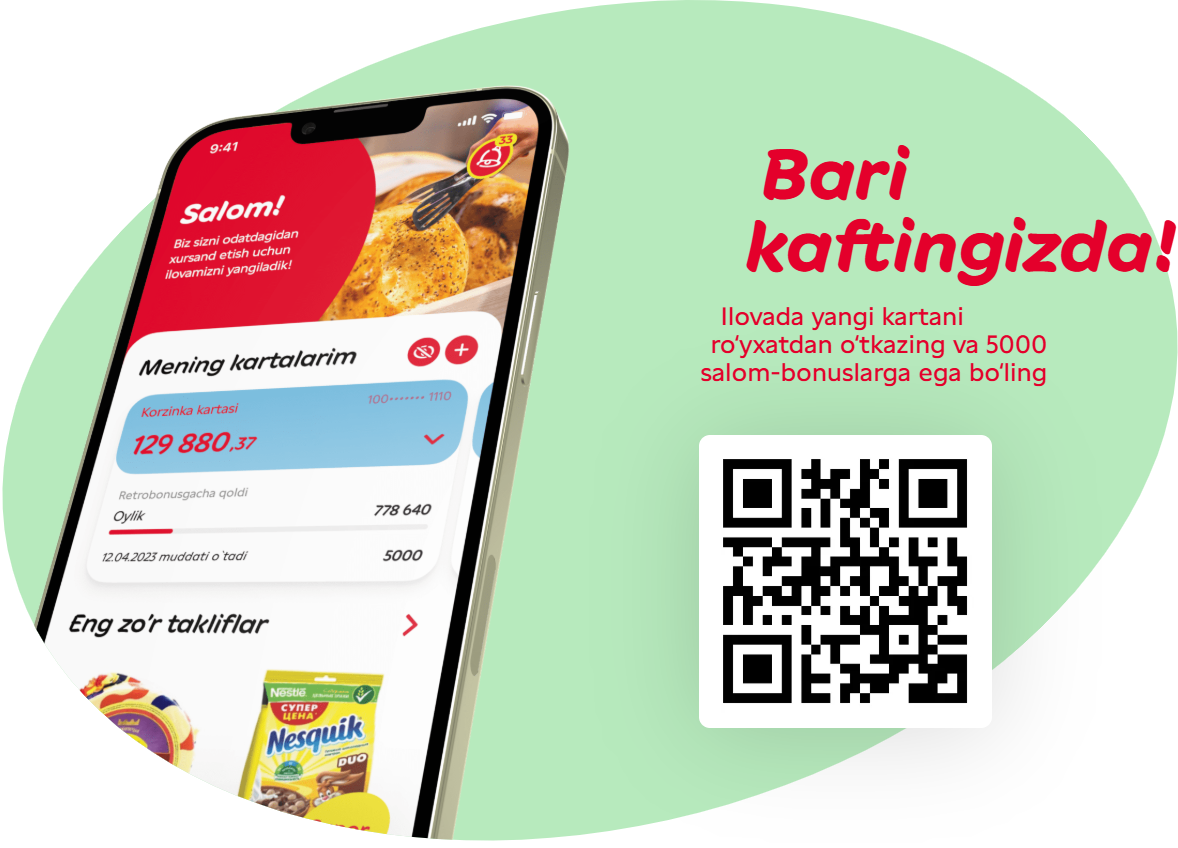 9:41
33
Salom!
Biz sizni odatdagidan
xursand etish uchun
ilovamizni yangiladik!
Mening kartalarim
Korzinka kartasi
100••••••• 1110
129 880,37
Retrobonusgacha qoldi
Oylik
778 640
12.04.2023 muddati o`tadi
5000
Eng zo'r takliflar
Nestlé
СУПЕР
ЦЕНА*
Nesquik
DUO
Bari
kaftingizda!
Ilovada yangi kartani
ro‘yxatdan o‘tkazing va 5000
salom-bonuslarga ega bo‘ling